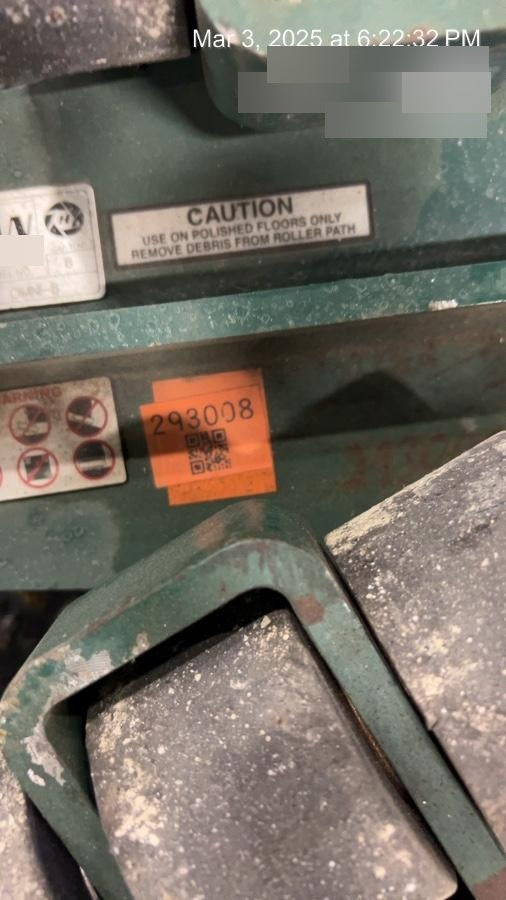 Mar 3, 2025 at 6:22:32 PM
CAUTION
USE ON POLISHED FLOORS ONLY
REMOVE DEBRIS FROM ROLLER PATH
293008